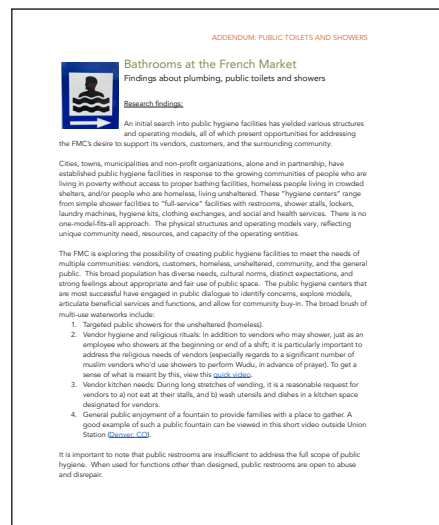 ADDENDUM: PUBLIC TOILETS AND SHOWERS
Bathrooms at the French Market
Findings about plumbing, public toilets and showers
Research findings:
An initial search into public hygiene facilities has yielded various structures
and operating models, all of which present opportunities for addressing
the FMC's desire to support its vendors, customers, and the surrounding community.
Cities, towns, municipalities and non-profit organizations, alone and in partnership, have
established public hygiene facilities in response to the growing communities of people who are
living in poverty without access to proper bathing facilities, homeless people living in crowded
shelters, and/or people who are homeless, living unsheltered. These "hygiene centers" range
from simple shower facilities to "full-service" facilities with restrooms, shower stalls, lockers,
laundry machines, hygiene kits, clothing exchanges, and social and health services. There is no
one-model-fits-all approach. The physical structures and operating models vary, reflecting
unique community need, resources, and capacity of the operating entities.
The FMC is exploring the possibility of creating public hygiene facilities to meet the needs of
multiple communities: vendors, customers, homeless, unsheltered, community, and the general
public. This broad population has diverse needs, cultural norms, distinct expectations, and
strong feelings about appropriate and fair use of public space. The public hygiene centers that
are most successful have engaged in public dialogue to identify concerns, explore models,
articulate beneficial services and functions, and allow for community buy-in. The broad brush of
multi-use waterworks include:
1. Targeted public showers for the unsheltered (homeless).
2. Vendor hygiene and religious rituals: In addition to vendors who may shower, just as an
employee who showers at the beginning or end of a shift; it is particularly important to
address the religious needs of vendors (especially regards to a significant number of
muslim vendors who'd use showers to perform Wudu, in advance of prayer). To get a
sense of what is meant by this, view this quick video.
3. Vendor kitchen needs: During long stretches of vending, it is a reasonable request for
vendors to a) not eat at their stalls, and b) wash utensils and dishes in a kitchen space
designated for vendors.
4. General public enjoyment of a fountain to provide families with a place to gather. A
good example of such a public fountain can be viewed in this short video outside Union
Station (Denver, CO).
It is important to note that public restrooms are insufficient to address the full scope of public
hygiene. When used for functions other than designed, public restrooms are open to abuse
and disrepair.